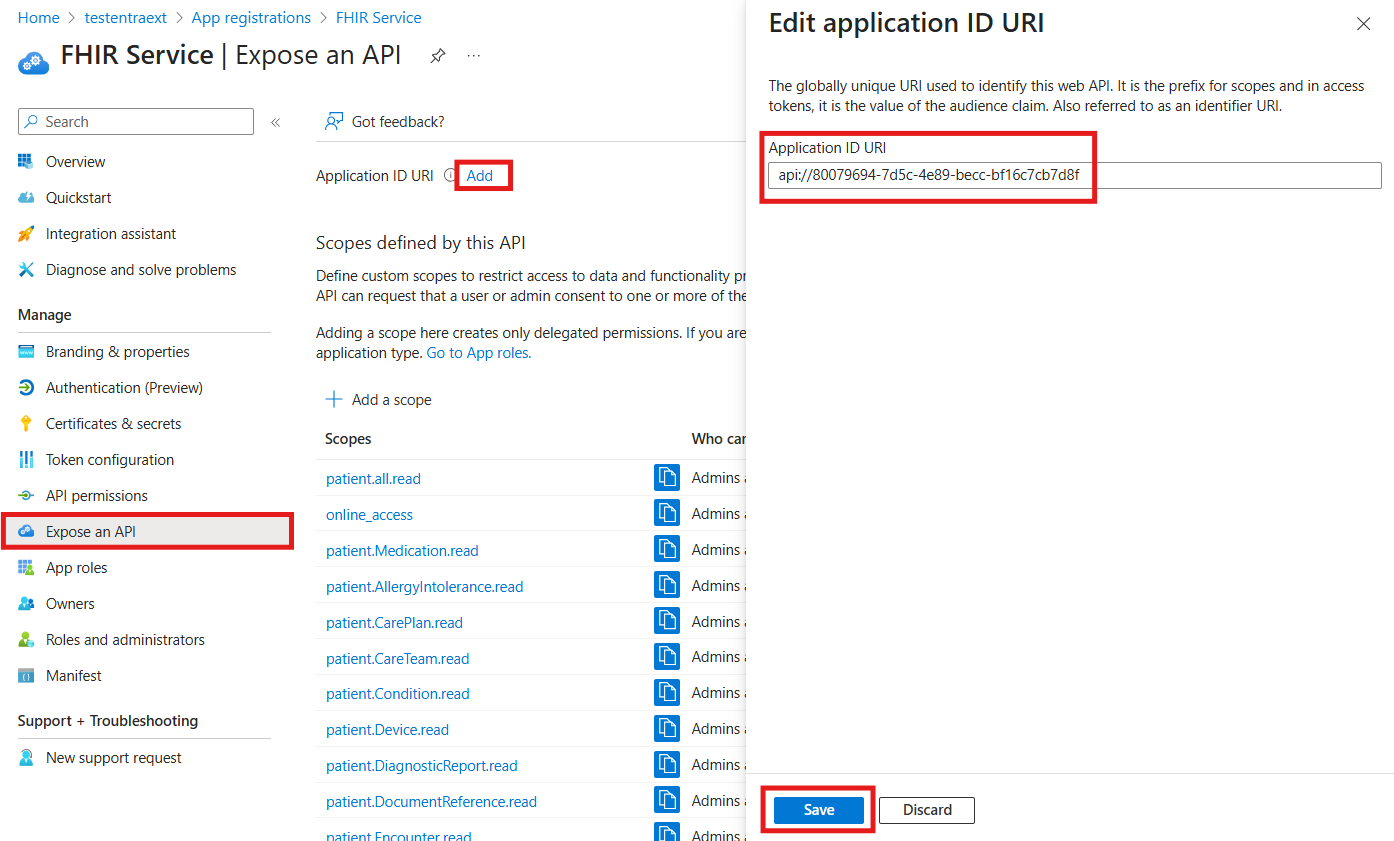 Home > testentraext > App registrations > FHIR Service
FHIR Service | Expose an API
Search
Overview
Quickstart
Integration assistant
Diagnose and solve problems
Manage
Branding & properties
Authentication (Preview)
Certificates & secrets
Token configuration
API permissions
Expose an API
App roles
Owners
Roles and administrators
Manifest
Support + Troubleshooting
New support request
Got feedback?
Application ID URI Add
Scopes defined by this API
Define custom scopes to restrict access to data and functionality pr
API can request that a user or admin consent to one or more of the
Adding a scope here creates only delegated permissions. If you are
application type. Go to App roles.
Add a scope
Scopes Who can
patient.all.read Admins a
online_access Admins a
patient.Medication.read Admins a
patient.AllergyIntolerance.read Admins a
patient.CarePlan.read Admins a
patient.CareTeam.read Admins a
patient.Condition.read Admins a
patient.Device.read Admins a
patient.DiagnosticReport.read Admins a
patient.DocumentReference.read Admins a
patient.Encounter.read Admins a
Edit application ID URI
The globally unique URI used to identify this web API. It is the prefix for scopes and in access
tokens, it is the value of the audience claim. Also referred to as an identifier URI.
Application ID URI
api://80079694-7d5c-4e89-becc-bf16c7cb7d8f
Save Discard